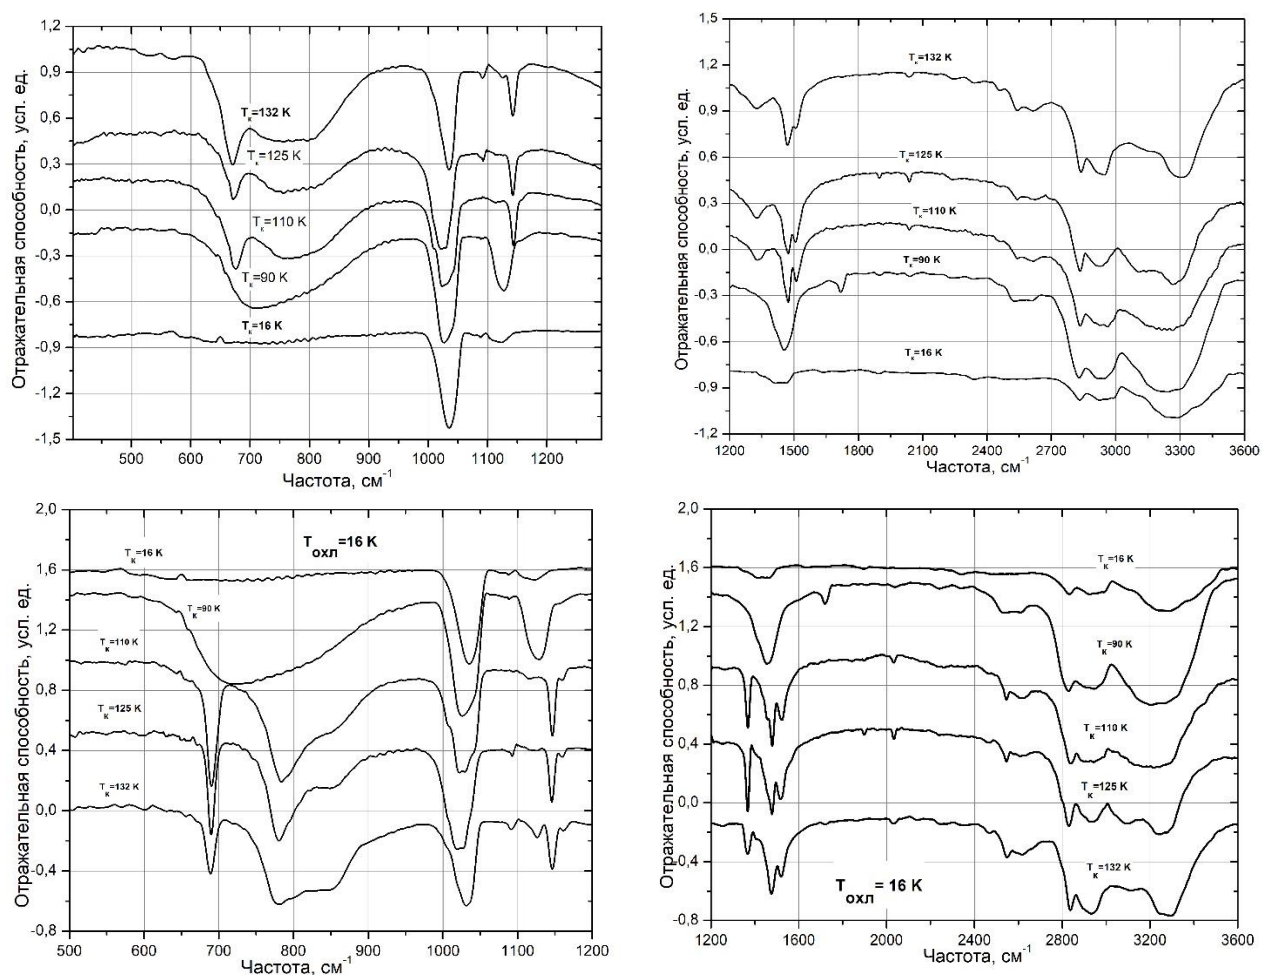 Отражательная способность, усл. ед.
1,2
0,9
0,6
0,3
0,0
-0,3
-0,6
-0,9
-1,2
-1,5
Tк=132 K
Tк=125 K
Tк=110 K
Tк=90 K
Tк=16 K
500 600 700 800 900 1000 1100 1200
Частота, см-1
Отражательная способность, усл. ед.
1,5
1,2
0,9
0,6
0,3
0,0
-0,3
-0,6
-0,9
-1,2
Tк=132 K
Tк=125 K
Tк=110 K
Tк=90 K
Tк=16 K
1200 1500 1800 2100 2400 2700 3000 3300 3600
Частота, см-1
Отражательная способность, усл. ед.
2,0
1,6
1,2
0,8
0,4
0,0
-0,4
-0,8
Tохл=16 K
Tк=16 K
Tк=90 K
Tк=110 K
Tк=125 K
Tк=132 K
500 600 700 800 900 1000 1100 1200
Частота, см-1
Отражательная способность, усл. ед.
2,0
1,6
1,2
0,8
0,4
0,0
-0,4
-0,8
Tк=16 K
Tк=90 K
Tк=110 K
Tк=125 K
Tк=132 K
Tохл= 16 K
1200 1600 2000 2400 2800 3200 3600
Частота, см-1